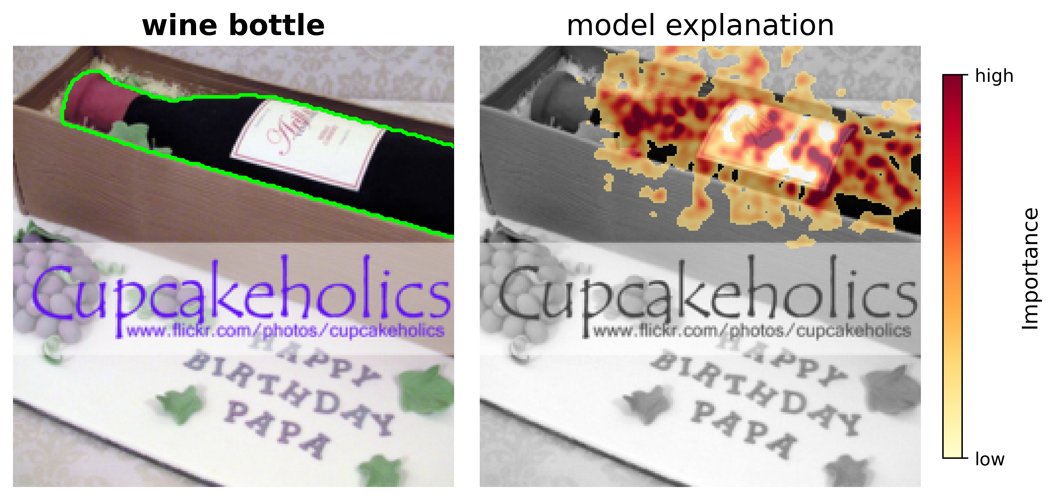 wine bottle
model explanation
Cupcakeholics
www.flickr.com/photos/cupcakeholics
HAPPY
BIRTHDAY
PAPA
Cupcakeholics
www.flickr.com/photos/cupcakeholics
HAPPY
BIRTHDAY
PAPA
high
Importance
low